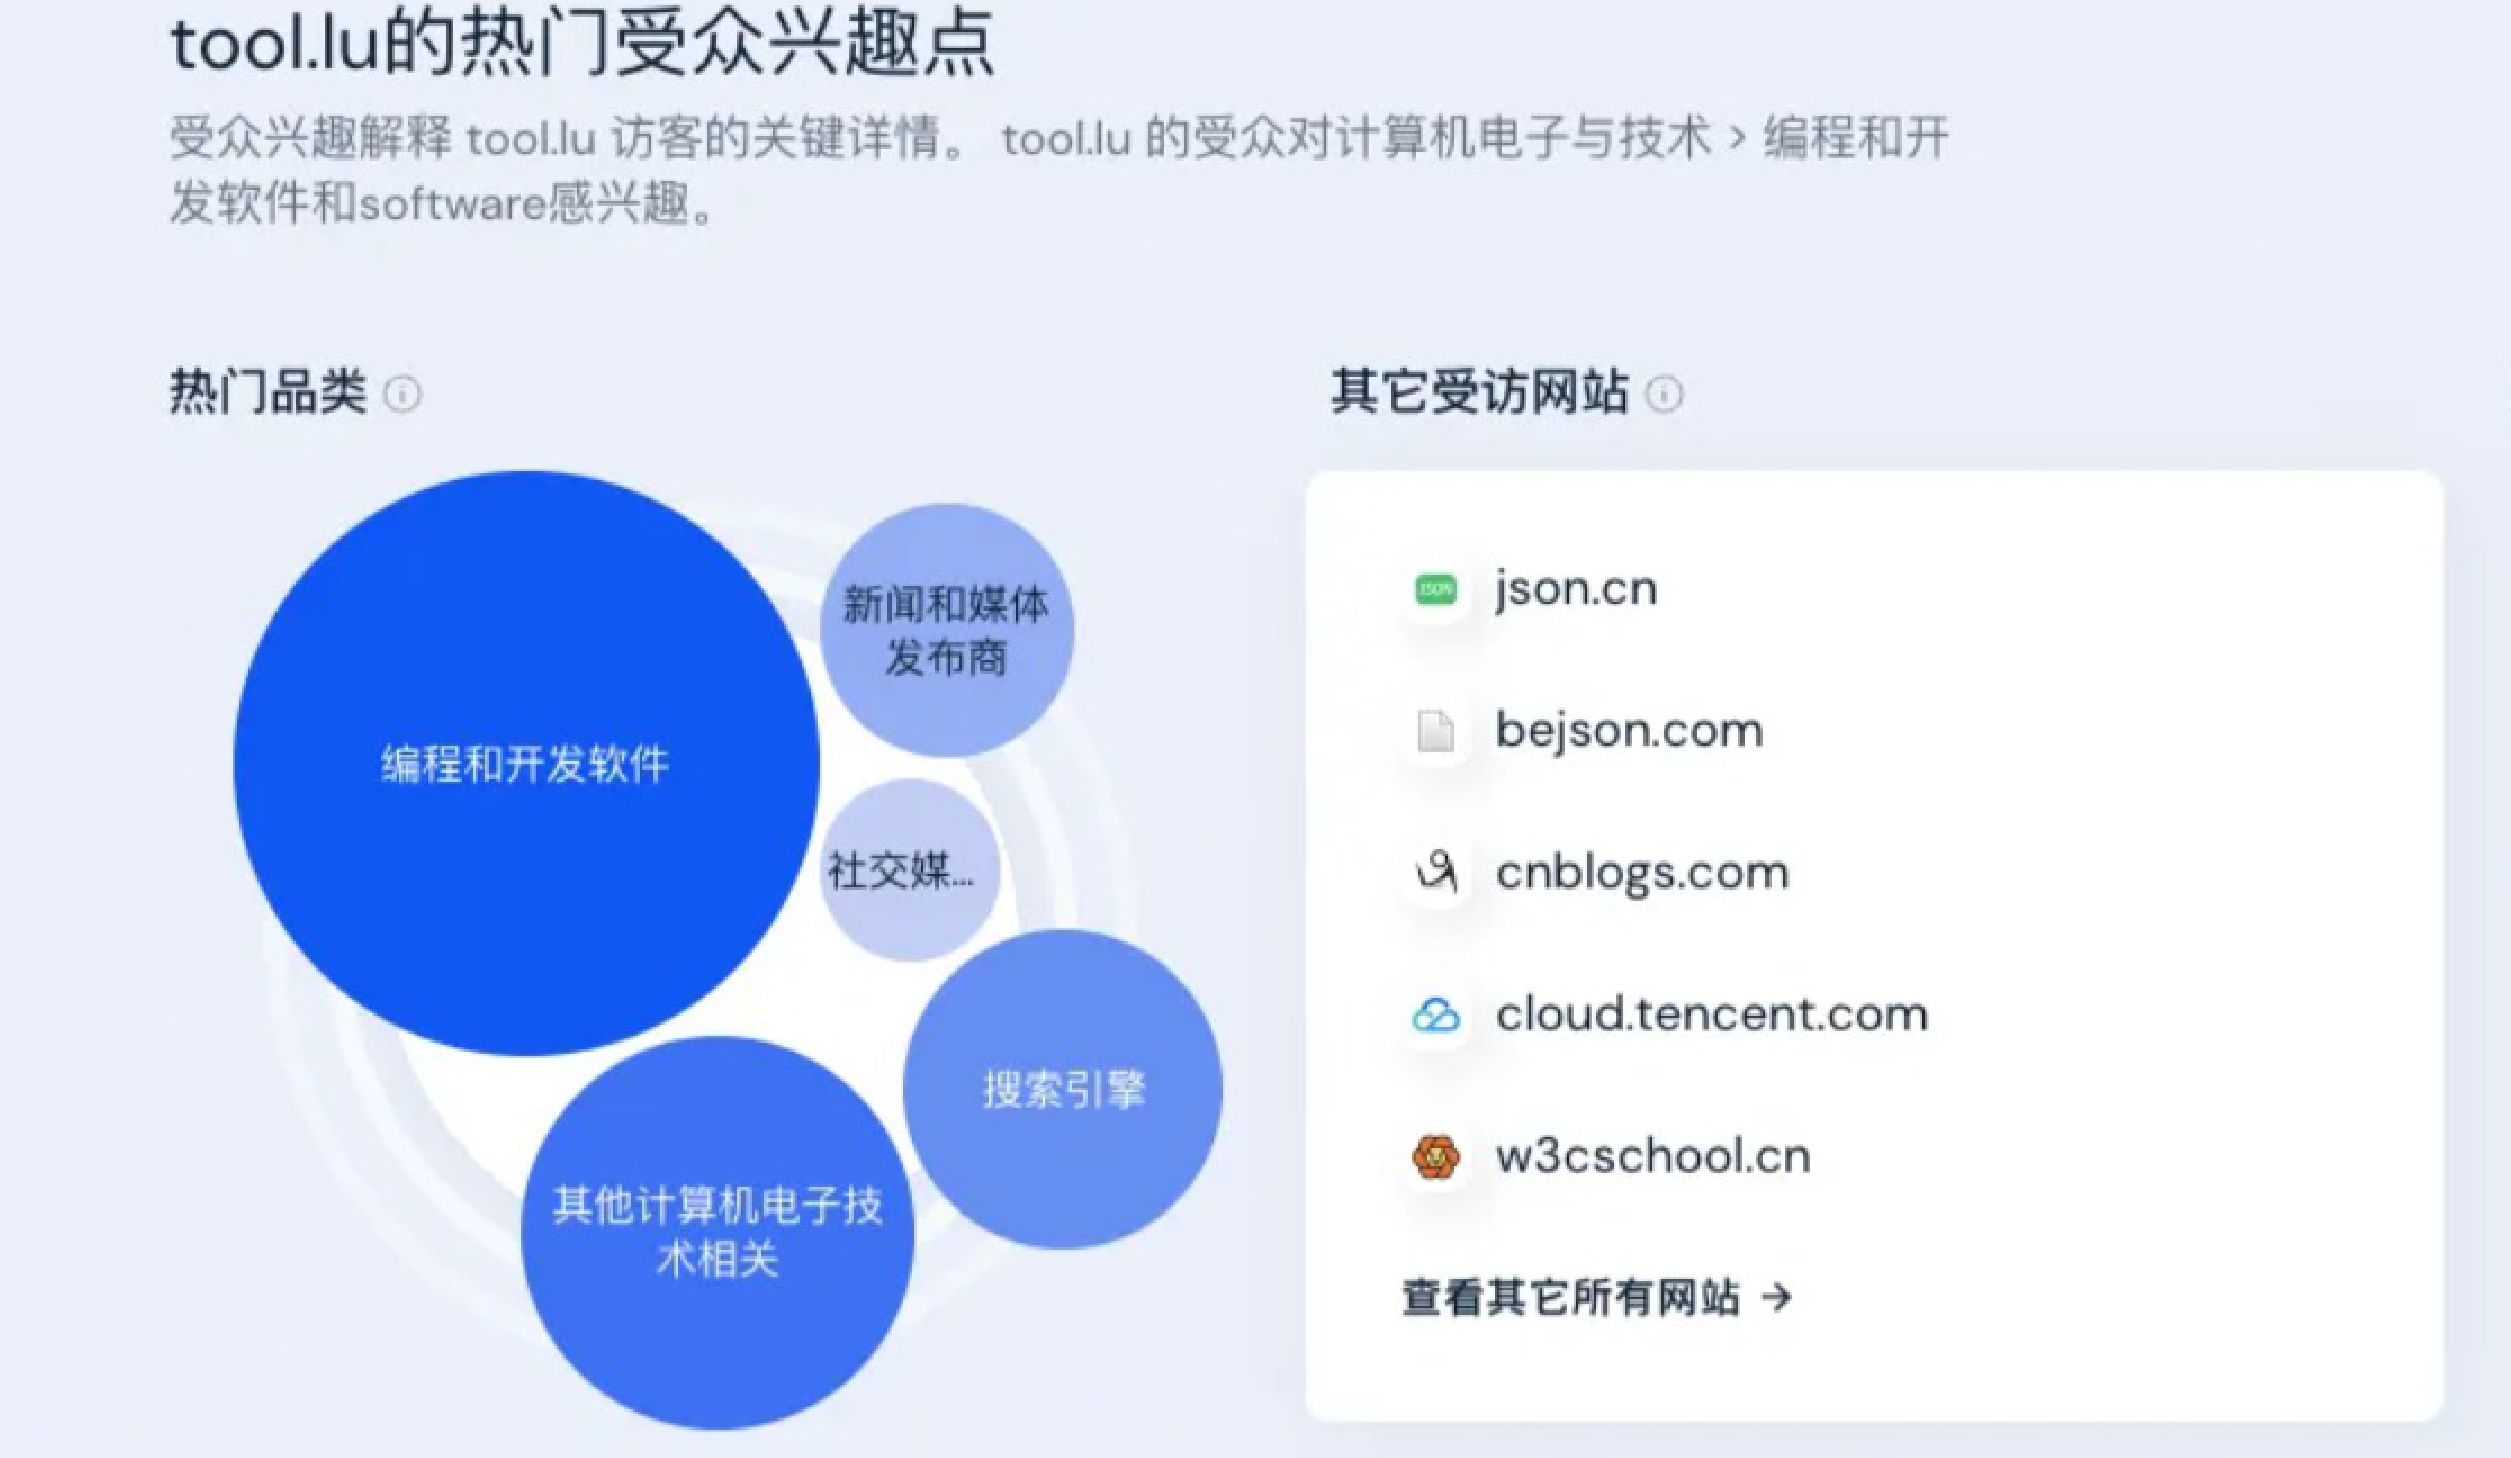 tool.lu的热门受众兴趣点
受众兴趣解释 tool.lu 访客的关键详情。 tool.lu 的受众对计算机电子与技术 > 编程和开
发软件和software感兴趣。
热门品类
编程和开发软件
新闻和媒体
发布商
社交媒...
搜索引擎
其他计算机电子技
术相关
其它受访网站
JSON
json.cn
bejson.com
cnblogs.com
cloud.tencent.com
w3cschool.cn
查看其它所有网站 →